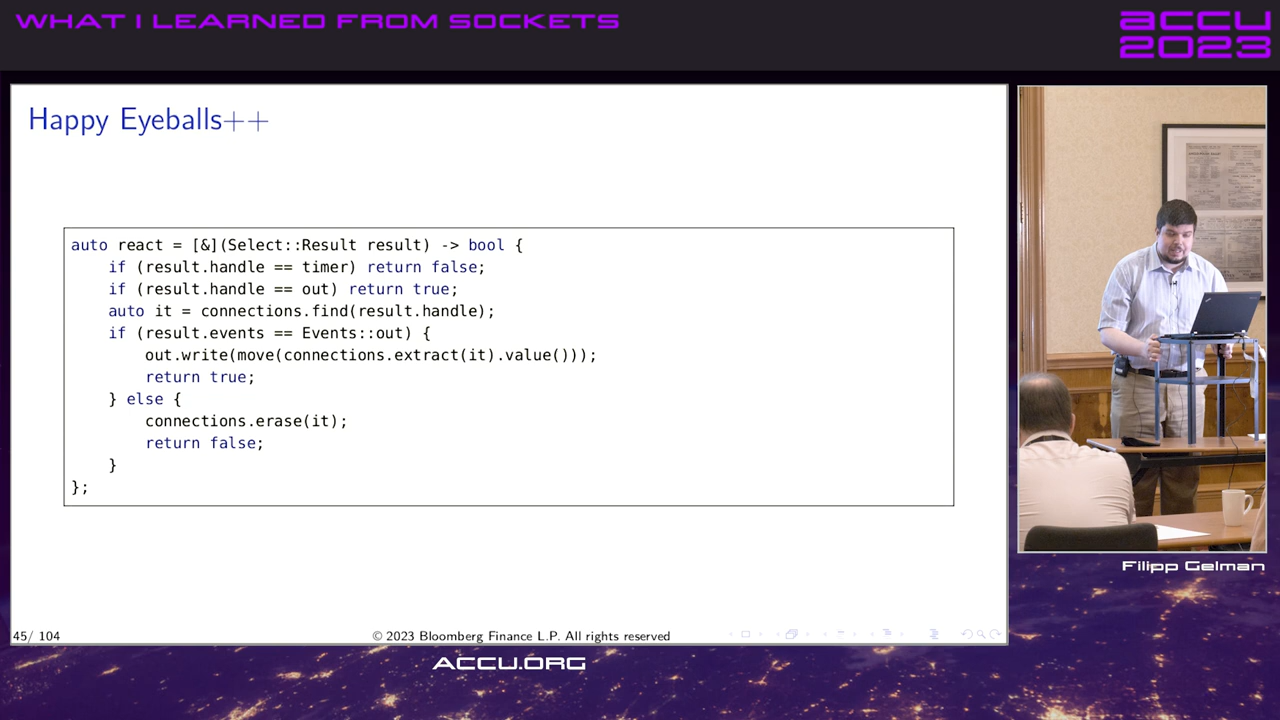 WHAT I LEARNED FROM SOCKETS
ACCU
2023
Happy Eyeballs++
auto react = [&](Select::Result result) -> bool {
    if (result.handle == timer) return false;
    if (result.handle == out) return true;
    auto it = connections.find(result.handle);
    if (result.events == Events::out) {
        out.write(move(connections.extract(it).value()));
        return true;
    } else {
        connections.erase(it);
        return false;
    }
};
45/ 104
© 2023 Bloomberg Finance L.P. All rights reserved
Filipp Gelman
ACCU.ORG